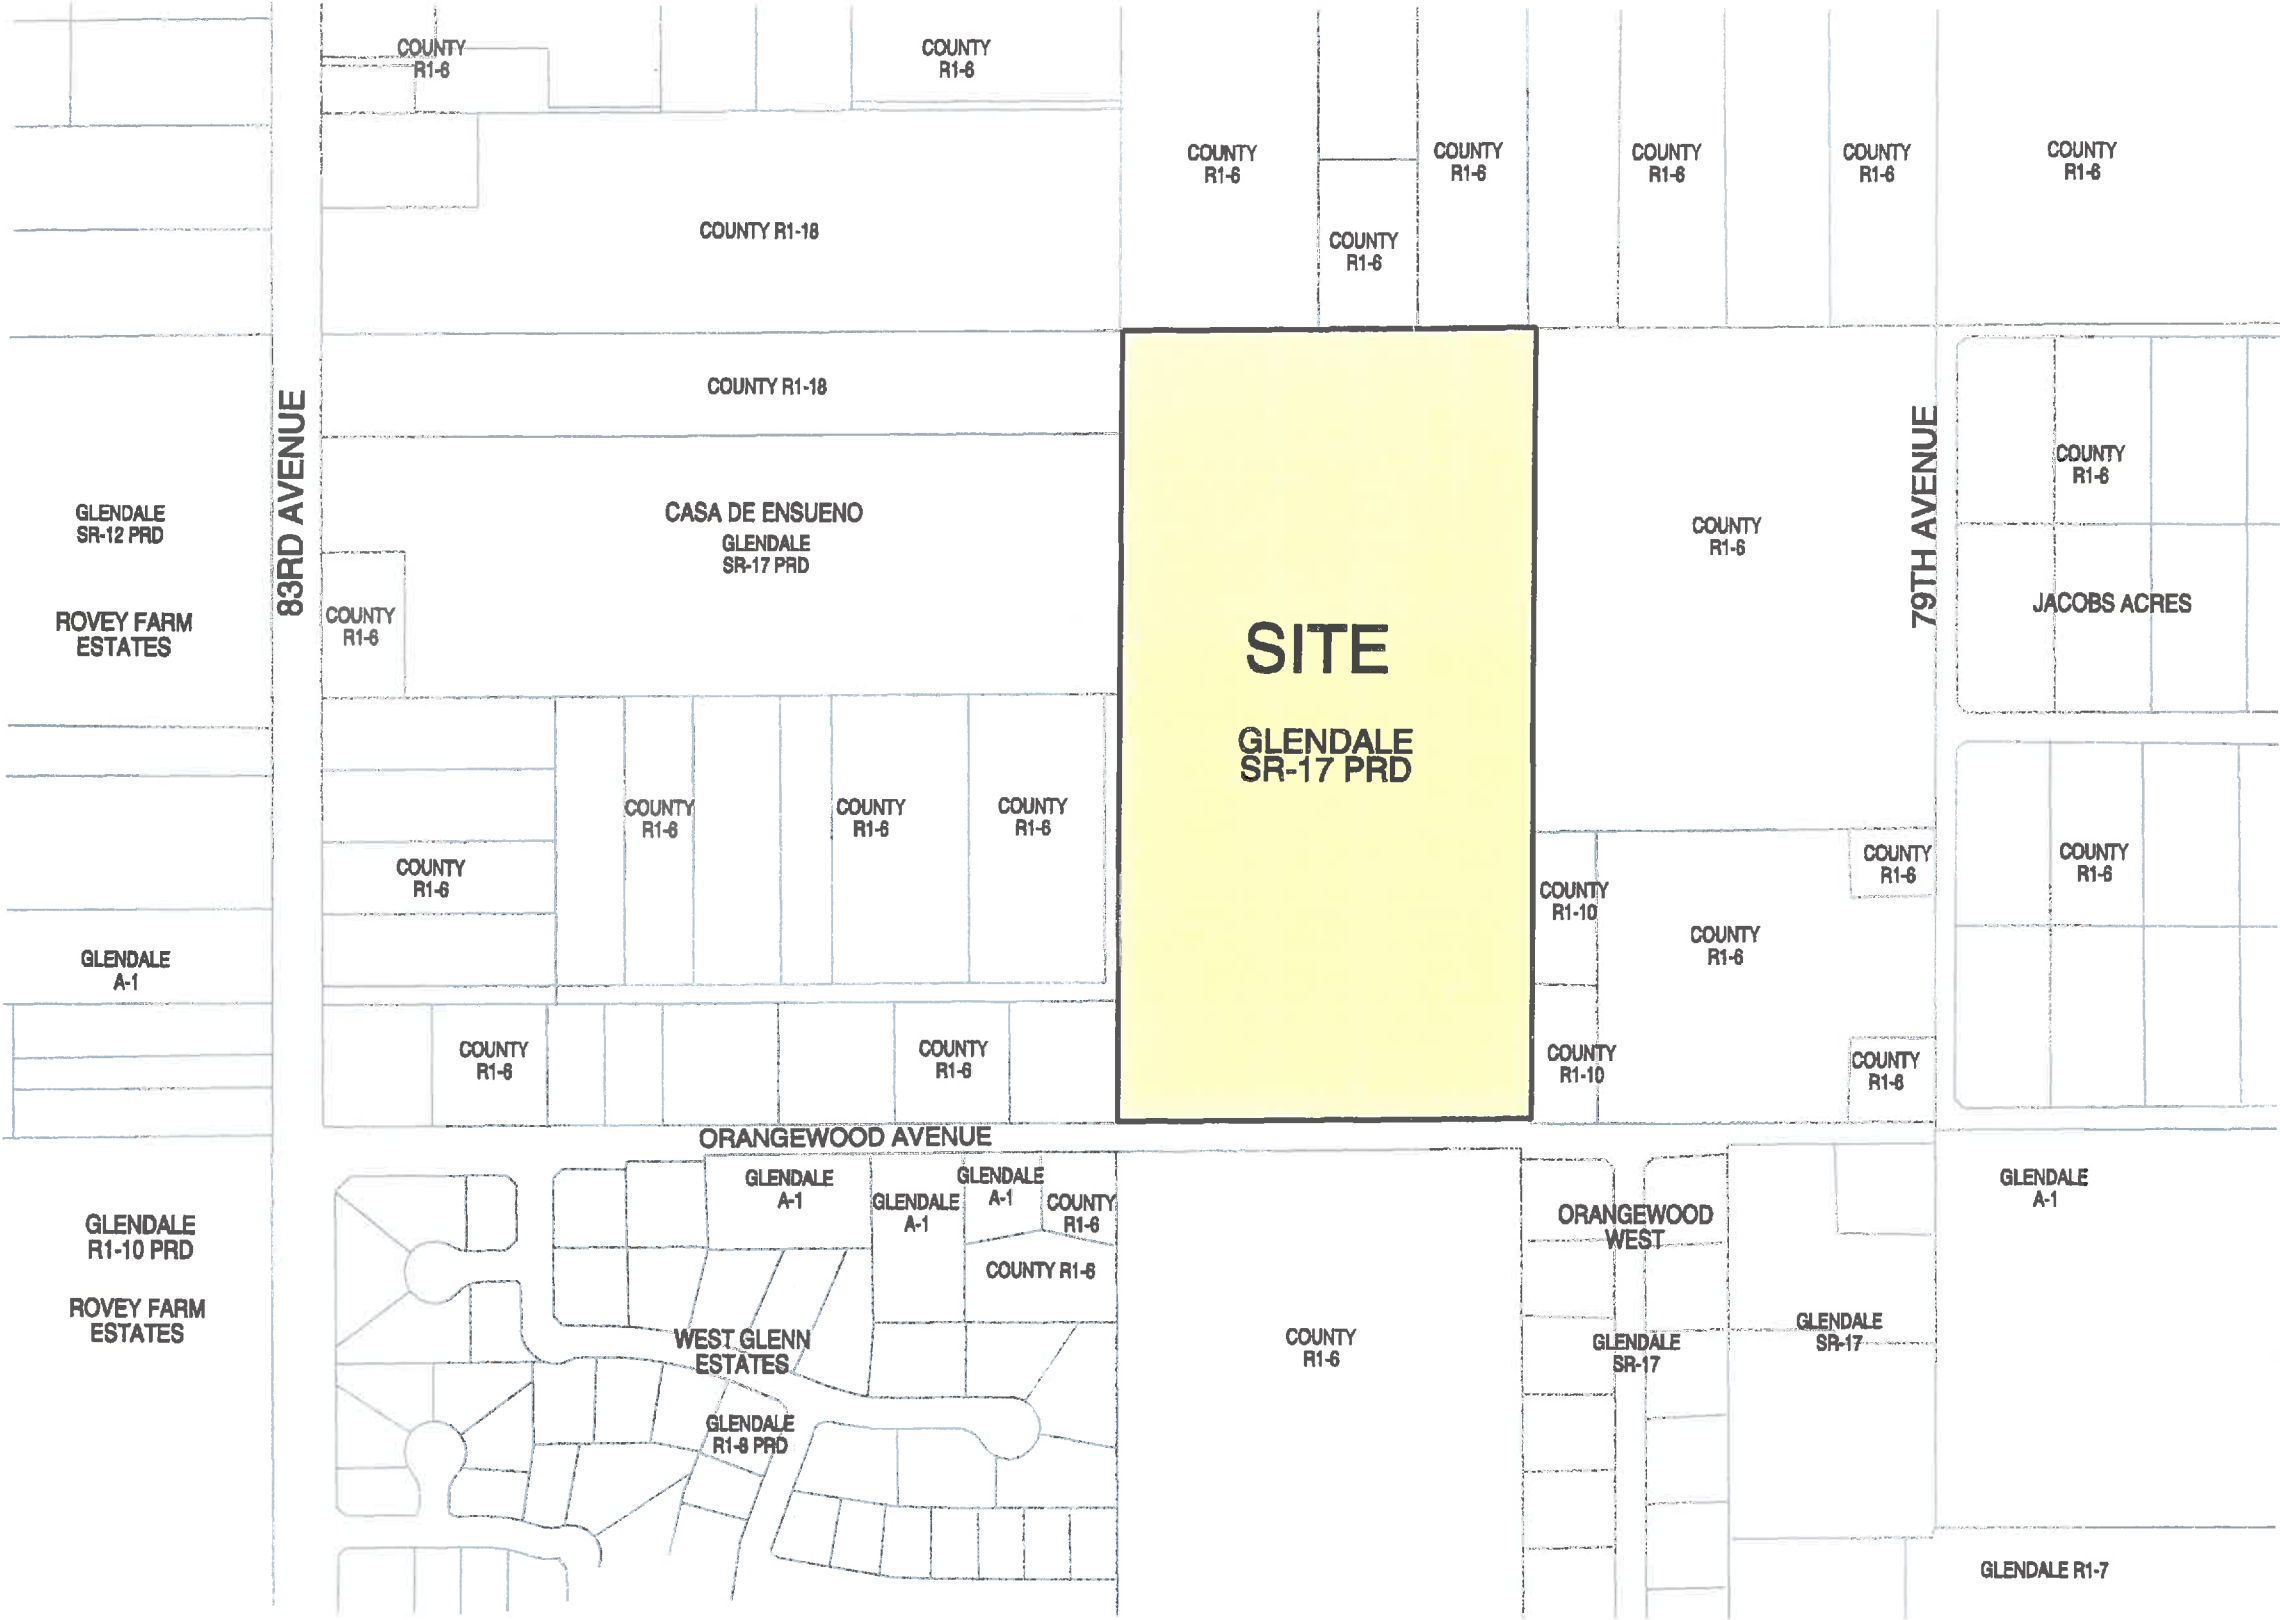 COUNTY
R1-6
COUNTY
R1-6
COUNTY
R1-6
COUNTY
R1-6
COUNTY
R1-6
COUNTY
R1-6
COUNTY
R1-6
COUNTY R1-18
COUNTY
R1-6
COUNTY R1-18
83RD AVENUE
79TH AVENUE
COUNTY
R1-6
GLENDALE
SR-12 PRD
CASA DE ENSUENO
GLENDALE
SR-17 PRD
COUNTY
R1-6
ROVEY FARM
ESTATES
COUNTY
R1-6
JACOBS ACRES
SITE
GLENDALE
SR-17 PRD
COUNTY
R1-6
COUNTY
R1-6
COUNTY
R1-6
COUNTY
R1-6
COUNTY
R1-10
COUNTY
R1-6
COUNTY
R1-6
COUNTY
R1-6
GLENDALE
A-1
COUNTY
R1-6
COUNTY
R1-6
COUNTY
R1-10
COUNTY
R1-6
ORANGEWOOD AVENUE
GLENDALE
A-1
GLENDALE
A-1
GLENDALE
A-1
COUNTY
R1-6
COUNTY R1-6
ORANGEWOOD
WEST
GLENDALE
A-1
GLENDALE
R1-10 PRD
ROVEY FARM
ESTATES
WEST GLENN
ESTATES
COUNTY
R1-6
GLENDALE
SR-17
GLENDALE
SR-17
GLENDALE
R1-8 PRD
GLENDALE R1-7